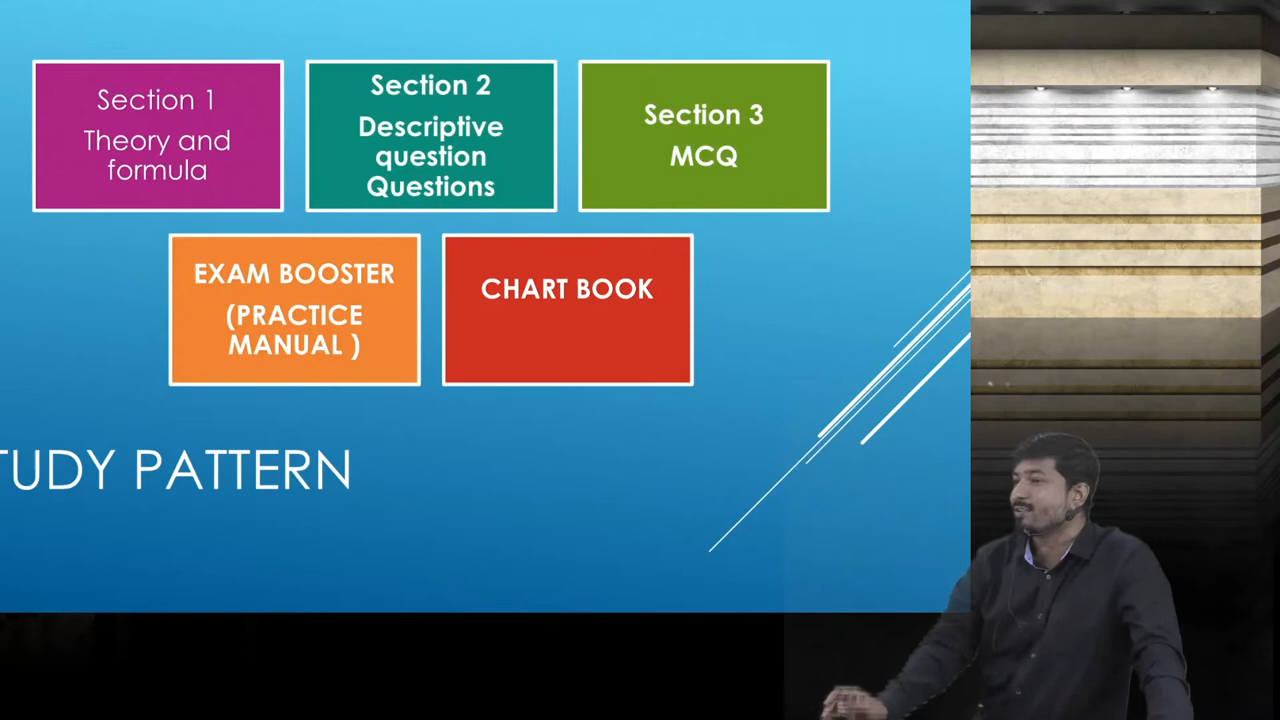 Section 1
Theory and
formula
Section 2
Descriptive
question
Questions
Section 3
MCQ
EXAM BOOSTER
(PRACTICE
MANUAL )
CHART BOOK
TUDY PATTERN